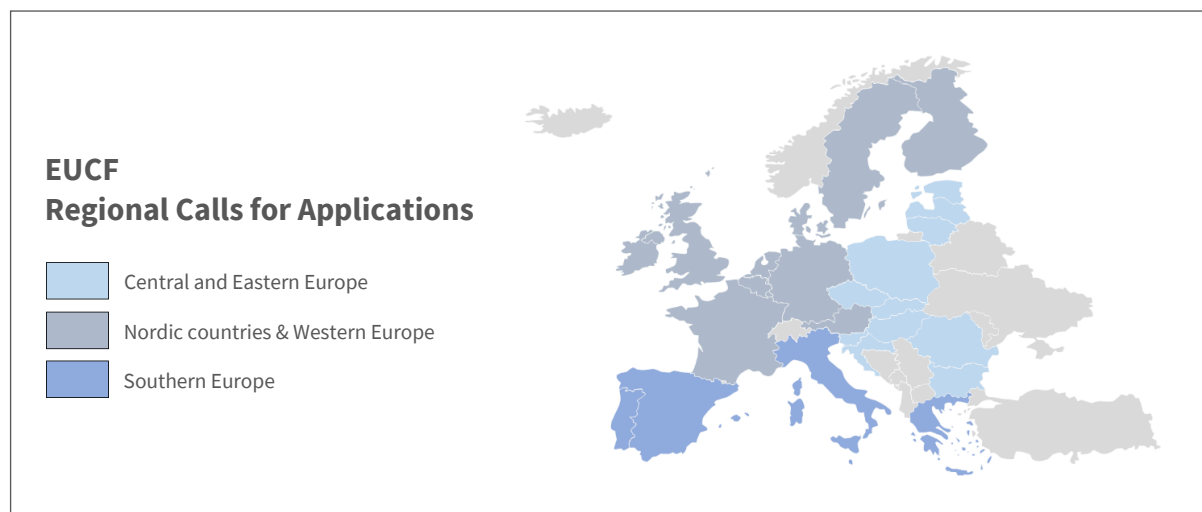 EUCF
Regional Calls for Applications
Central and Eastern Europe
Nordic countries & Western Europe
Southern Europe